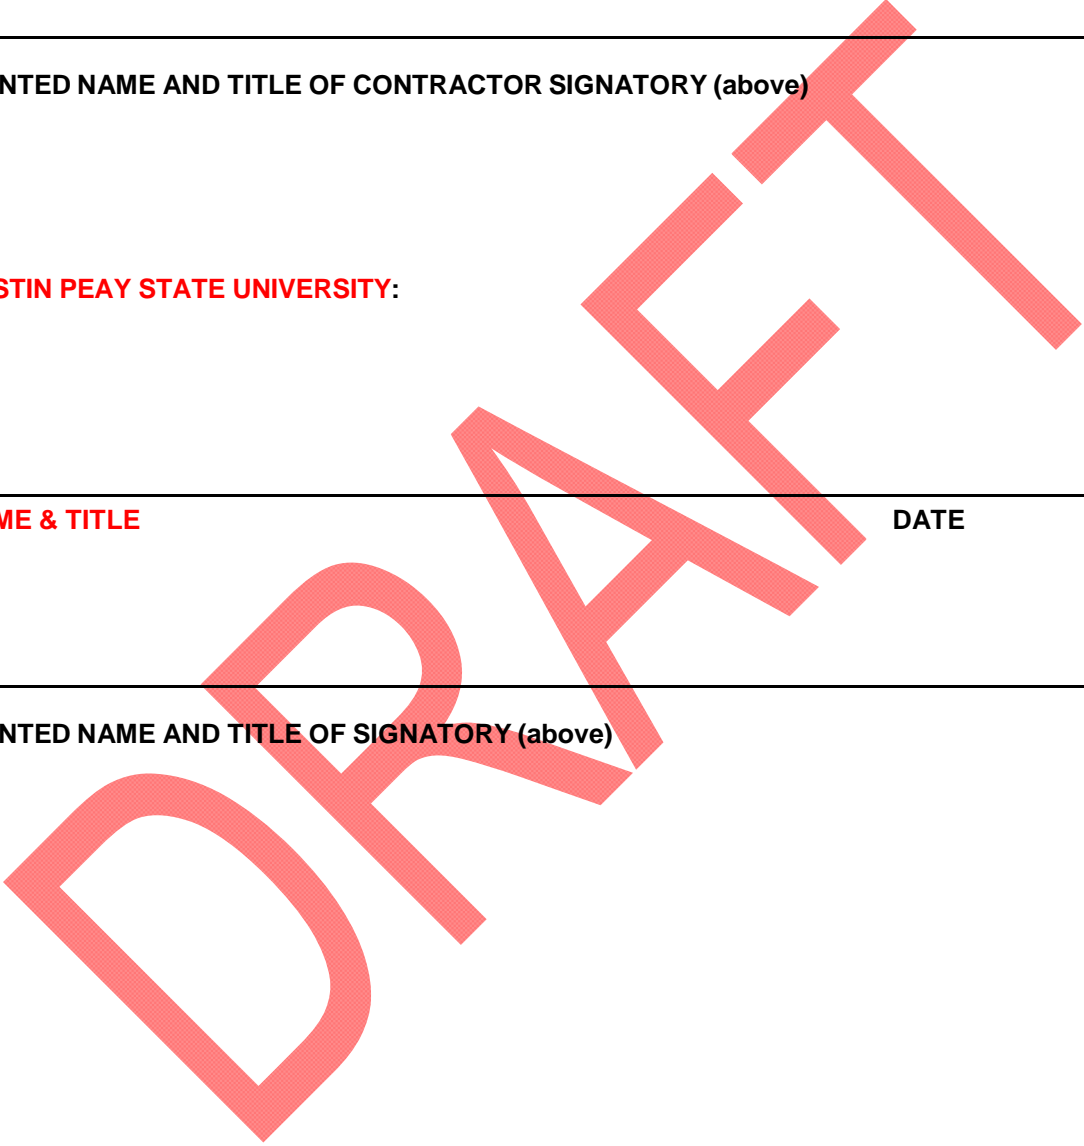 NTED NAME AND TITLE OF CONTRACTOR SIGNATORY (above)
STIN PEAY STATE UNIVERSITY:
ME & TITLE DATE
NTED NAME AND TITLE OF SIGNATORY (above)
DRAFT